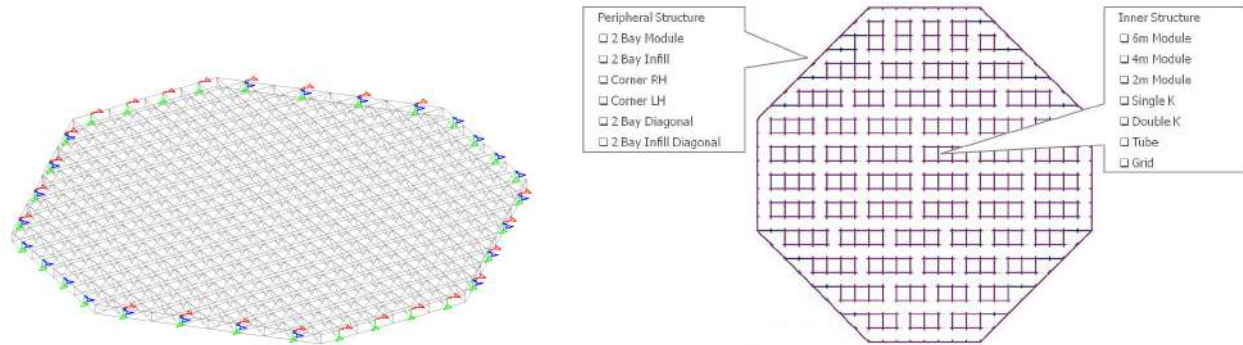 Peripheral Structure
❑ 2 Bay Module
❑ 2 Bay Infill
❑ Corner RH
❑ Corner LH
❑ 2 Bay Diagonal
❑ 2 Bay Infill Diagonal
Inner Structure
❑ 6m Module
❑ 4m Module
❑ 2m Module
❑ Single K
❑ Double K
❑ Tube
❑ Grid